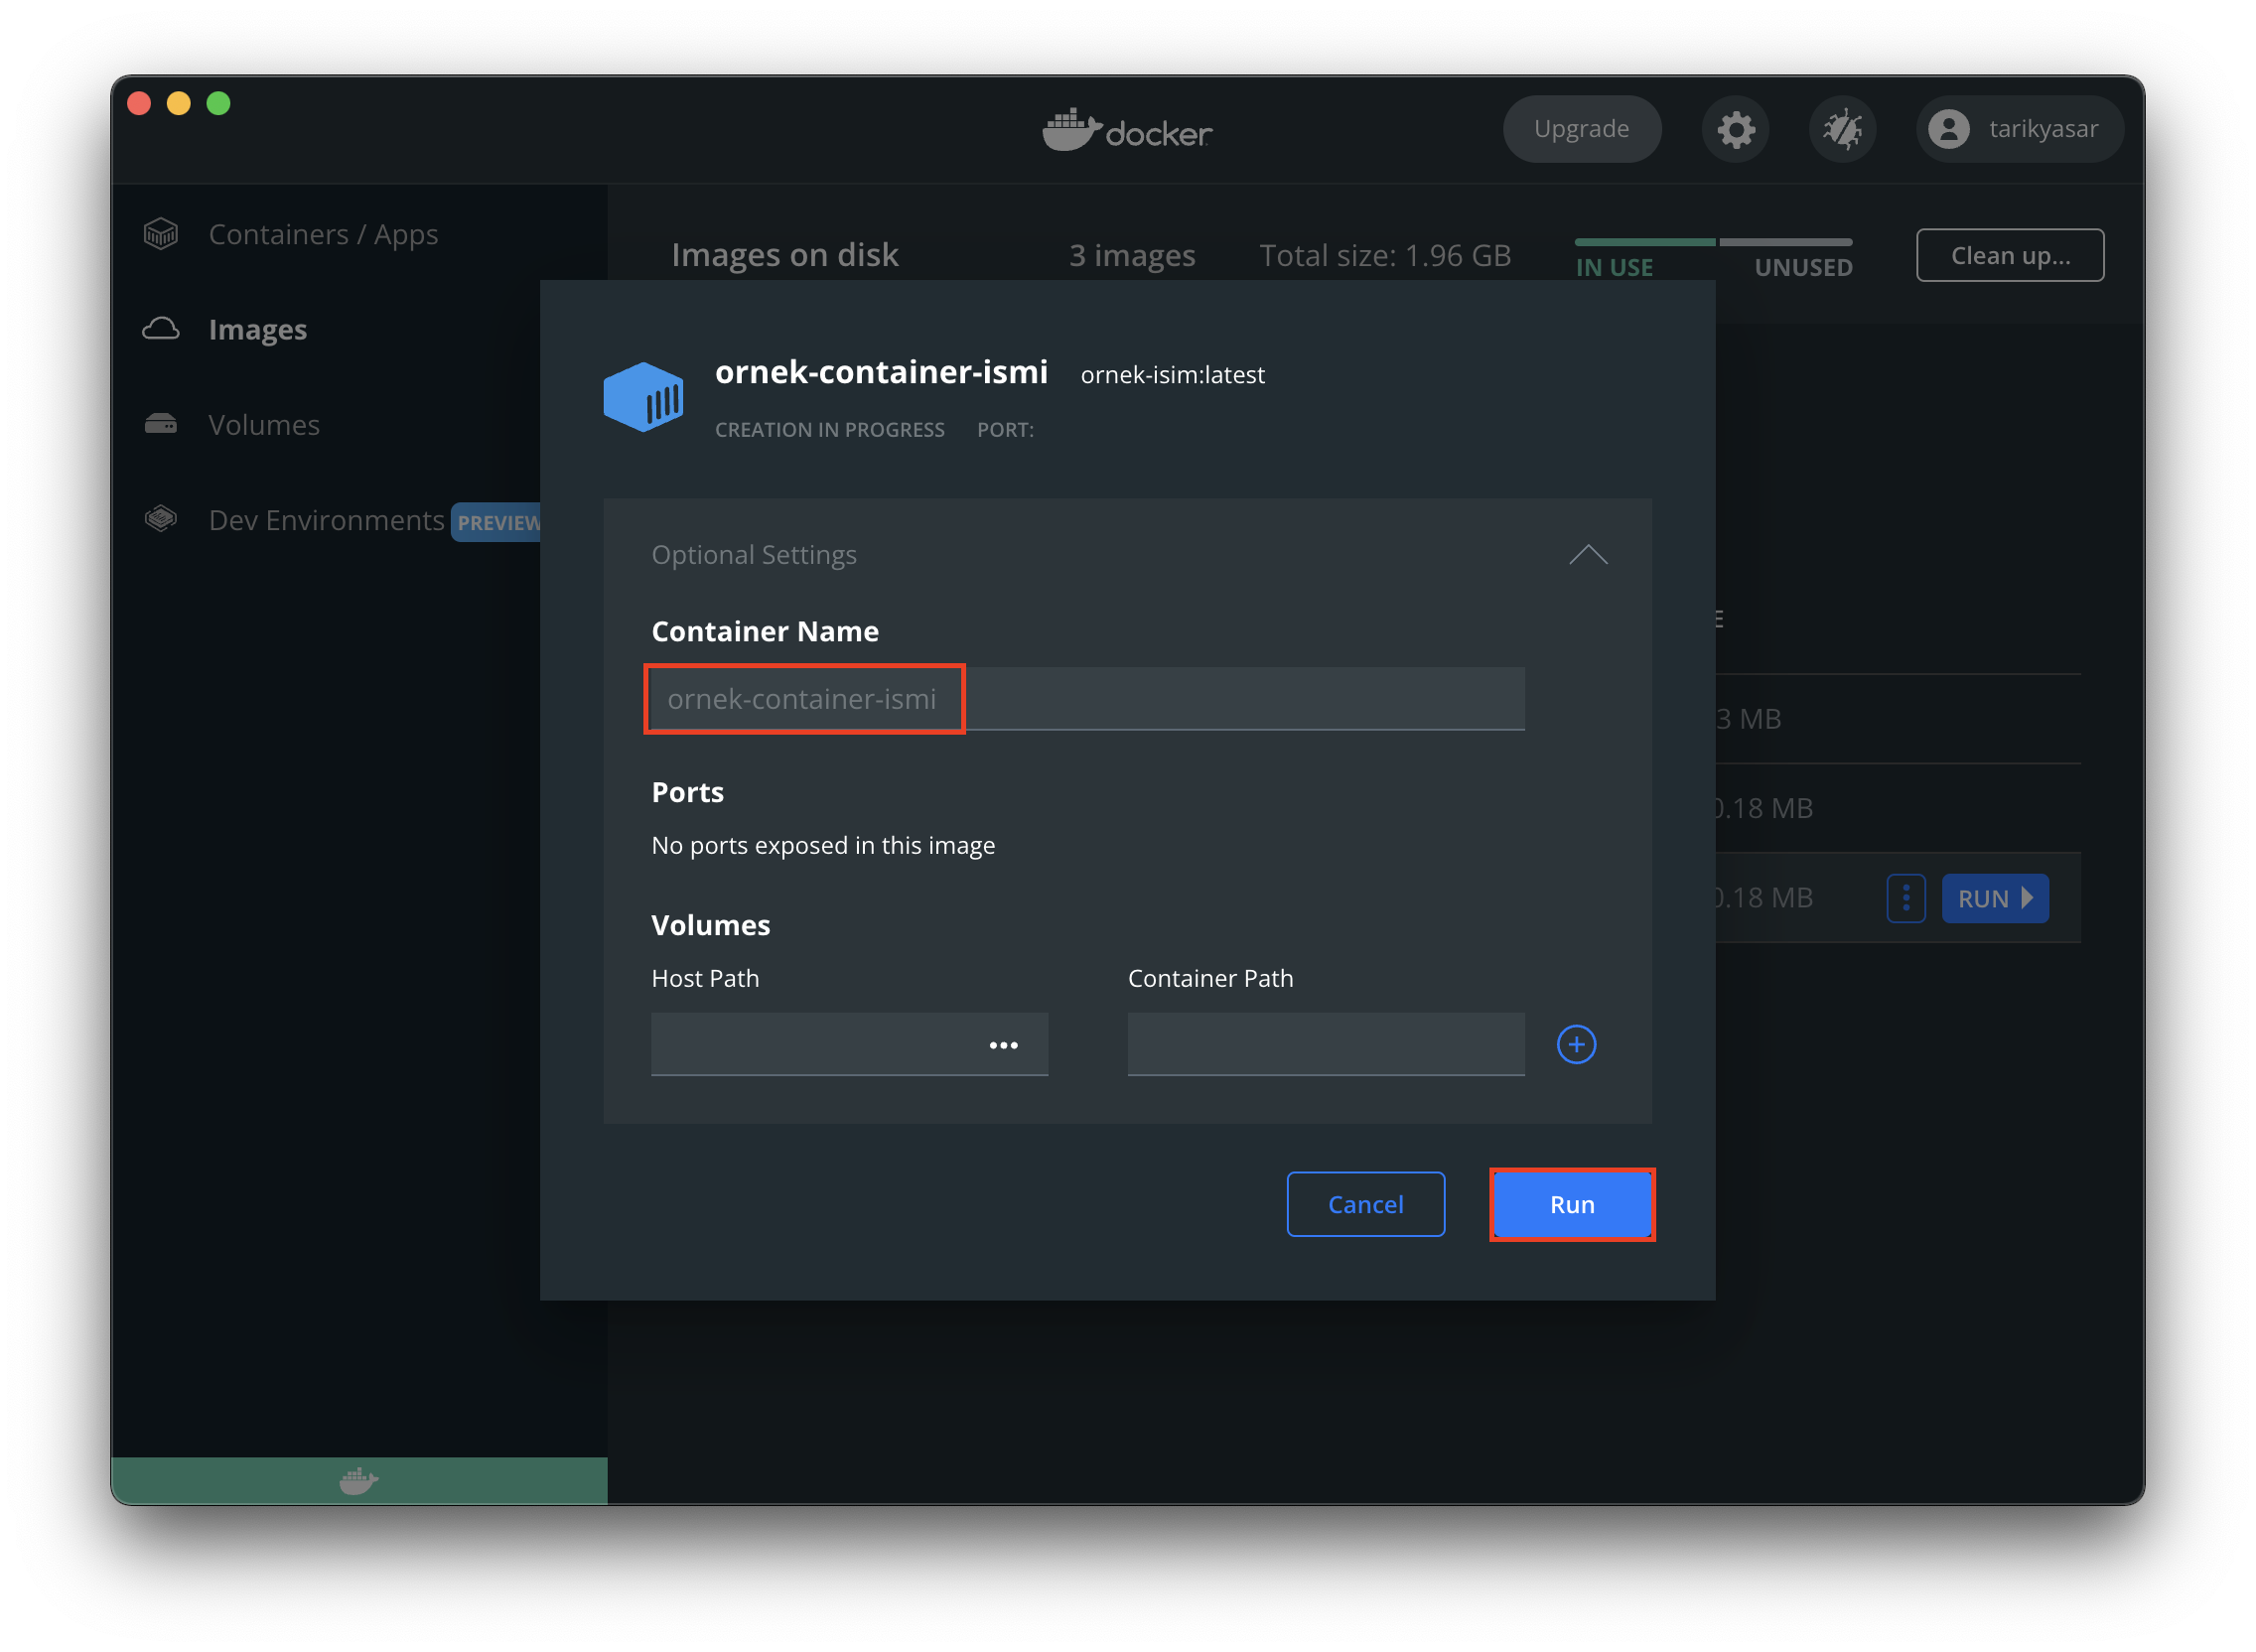 docker
Upgrade
tarikyasar
Containers / Apps
Images
Volumes
Dev Environments PREVIEW
Images on disk 3 images Total size: 1.96 GB IN USE UNUSED Clean up...
ornek-container-ismi ornek-isim:latest
CREATION IN PROGRESS PORT:
Optional Settings
Container Name
ornek-container-ismi
Ports
No ports exposed in this image
Volumes
Host Path Container Path
Cancel Run
3 MB
0.18 MB
0.18 MB RUN